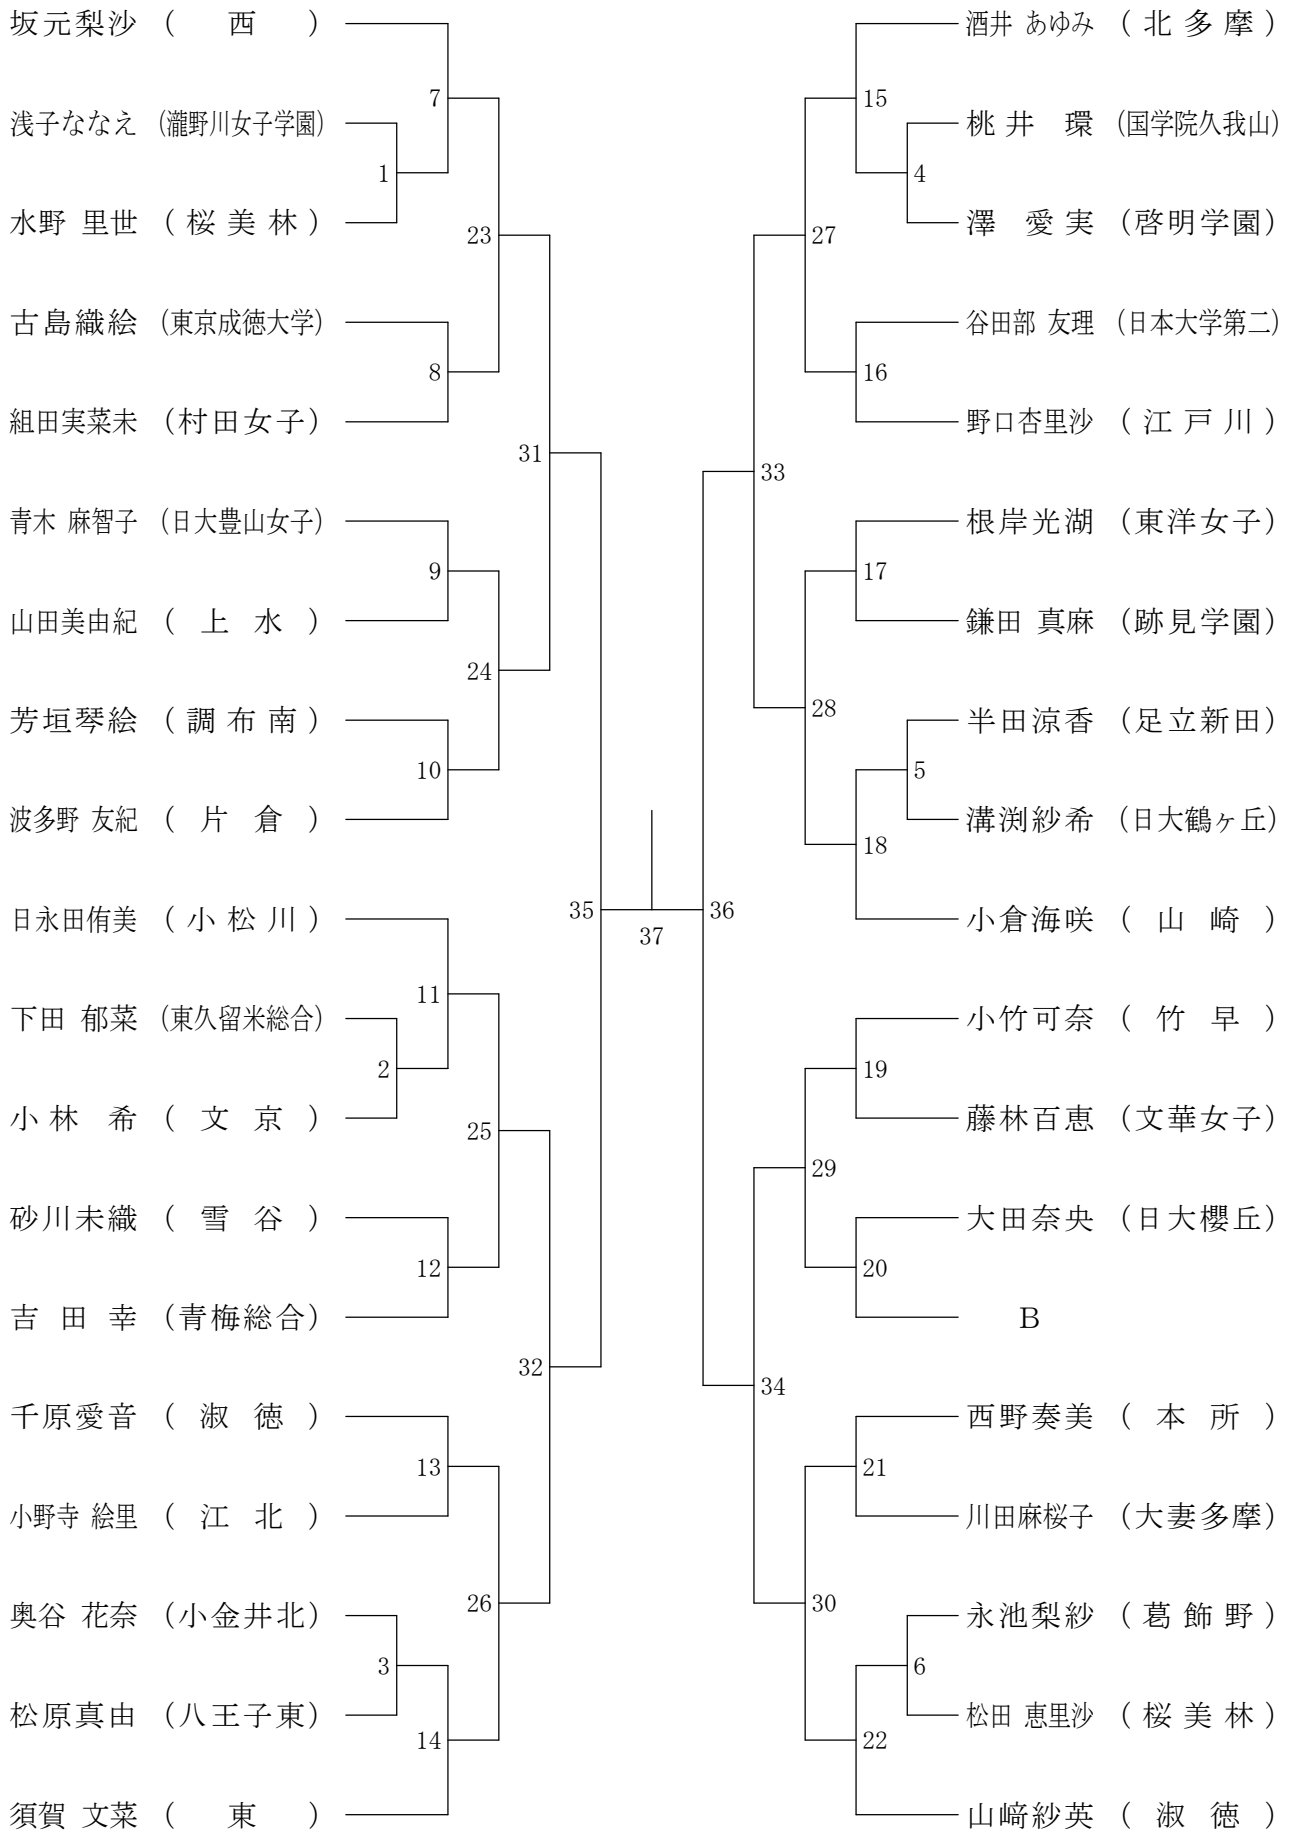 坂元梨沙 （ 西 ）
7
浅子ななえ （瀧野川女子学園）
1
水野 里世 （桜美林）
23
古島織絵 （東京成徳大学）
8
組田実菜未 （村田女子）
31
青木 麻智子 （日大豊山女子）
9
山田美由紀 （ 上 水 ）
24
芳垣琴絵 （調布南）
10
波多野 友紀 （ 片 倉 ）
35
日永田侑美 （小松川）
11
下田 郁菜 （東久留米総合）
2
小林 希 （ 文 京 ）
25
砂川未織 （ 雪 谷 ）
12
吉田幸 （青梅総合）
32
千原愛音 （ 淑 徳 ）
13
小野寺 絵里 （ 江 北 ）
26
奥谷 花奈 （小金井北）
3
松原真由 （八王子東）
14
須賀 文菜 （ 東 ）
37
酒井 あゆみ （北多摩）
15
桃井 環 （国学院久我山）
4
澤 愛実 （啓明学園）
27
谷田部 友理 （日本大学第二）
16
野口杏里沙 （江戸川）
33
根岸光湖 （東洋女子）
17
鎌田 真麻 （跡見学園）
28
半田涼香 （足立新田）
5
溝渕紗希 （日大鶴ヶ丘）
18
小倉海咲 （ 山 崎 ）
36
小竹可奈 （ 竹 早 ）
19
藤林百恵 （文華女子）
29
大田奈央 （日大櫻丘）
20
B
34
西野奏美 （ 本 所 ）
21
川田麻桜子 （大妻多摩）
30
永池梨紗 （葛飾野）
6
松田 恵里沙 （桜美林）
22
山﨑紗英 （ 淑 徳 ）